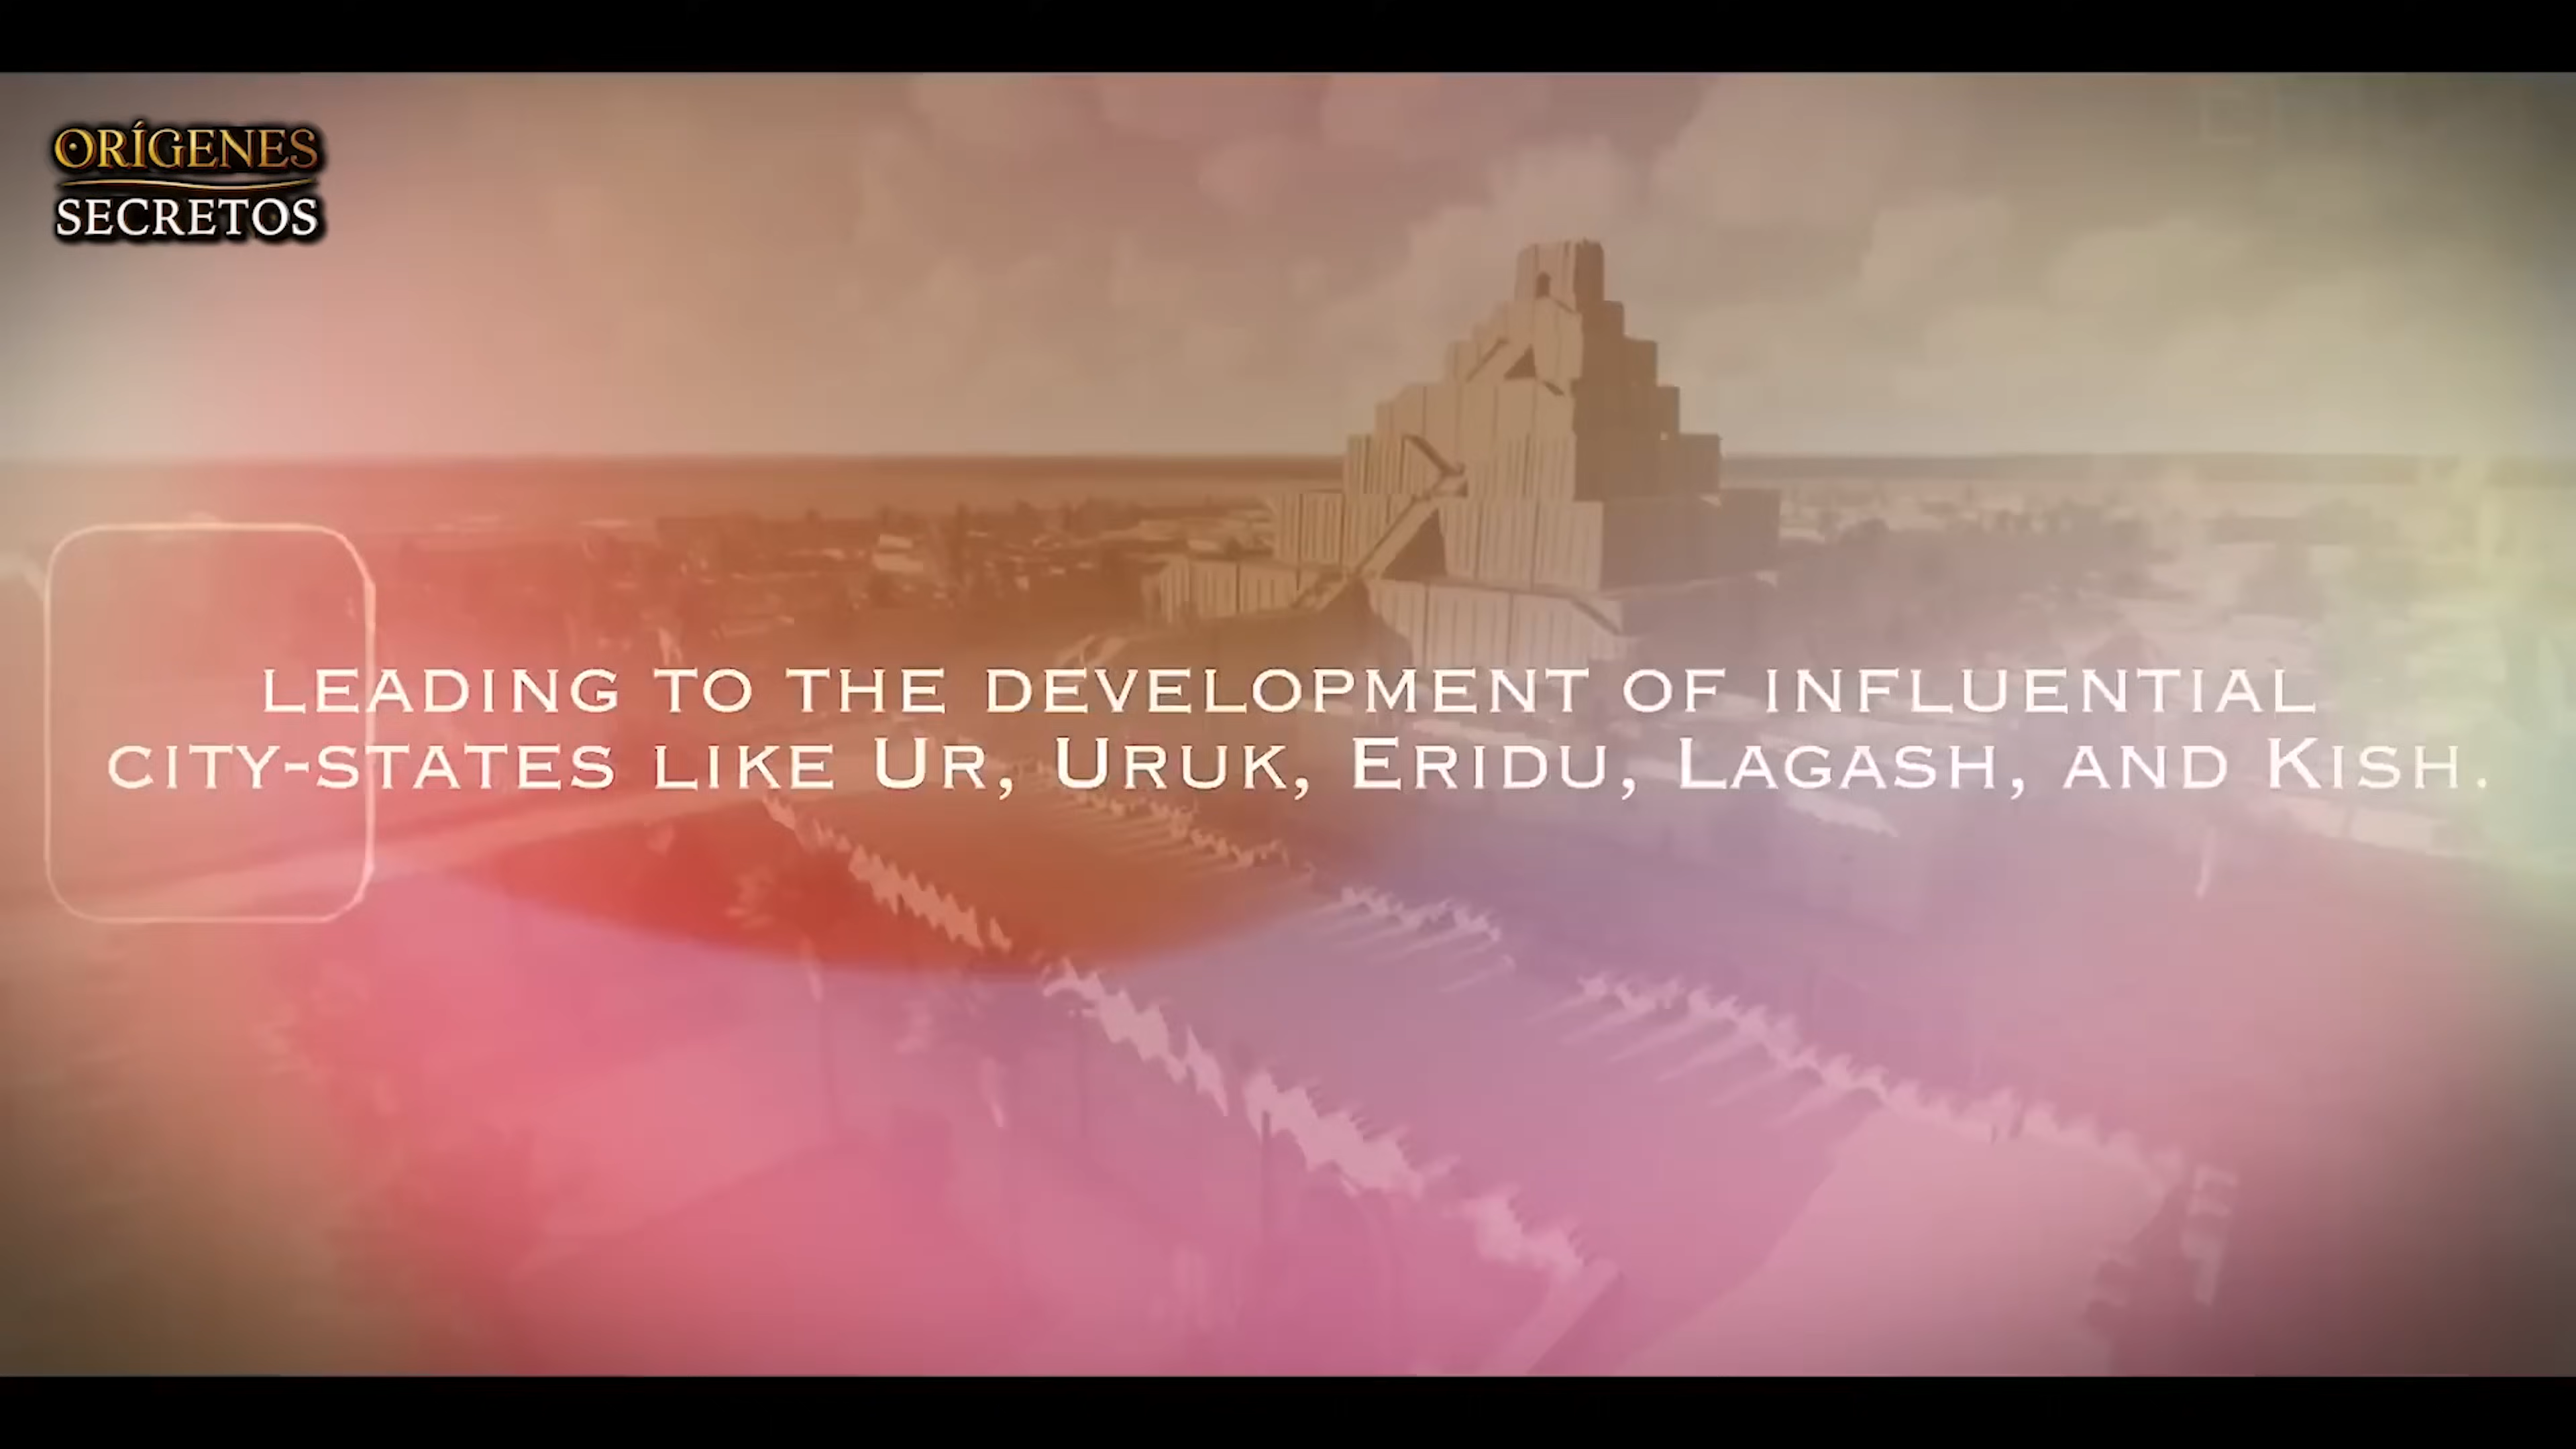 ORÍGENES
SECRETOS
LEADING TO THE DEVELOPMENT OF INFLUENTIAL
CITY-STATES LIKE UR, URUK, ERIDU, LAGASH, AND KISH.